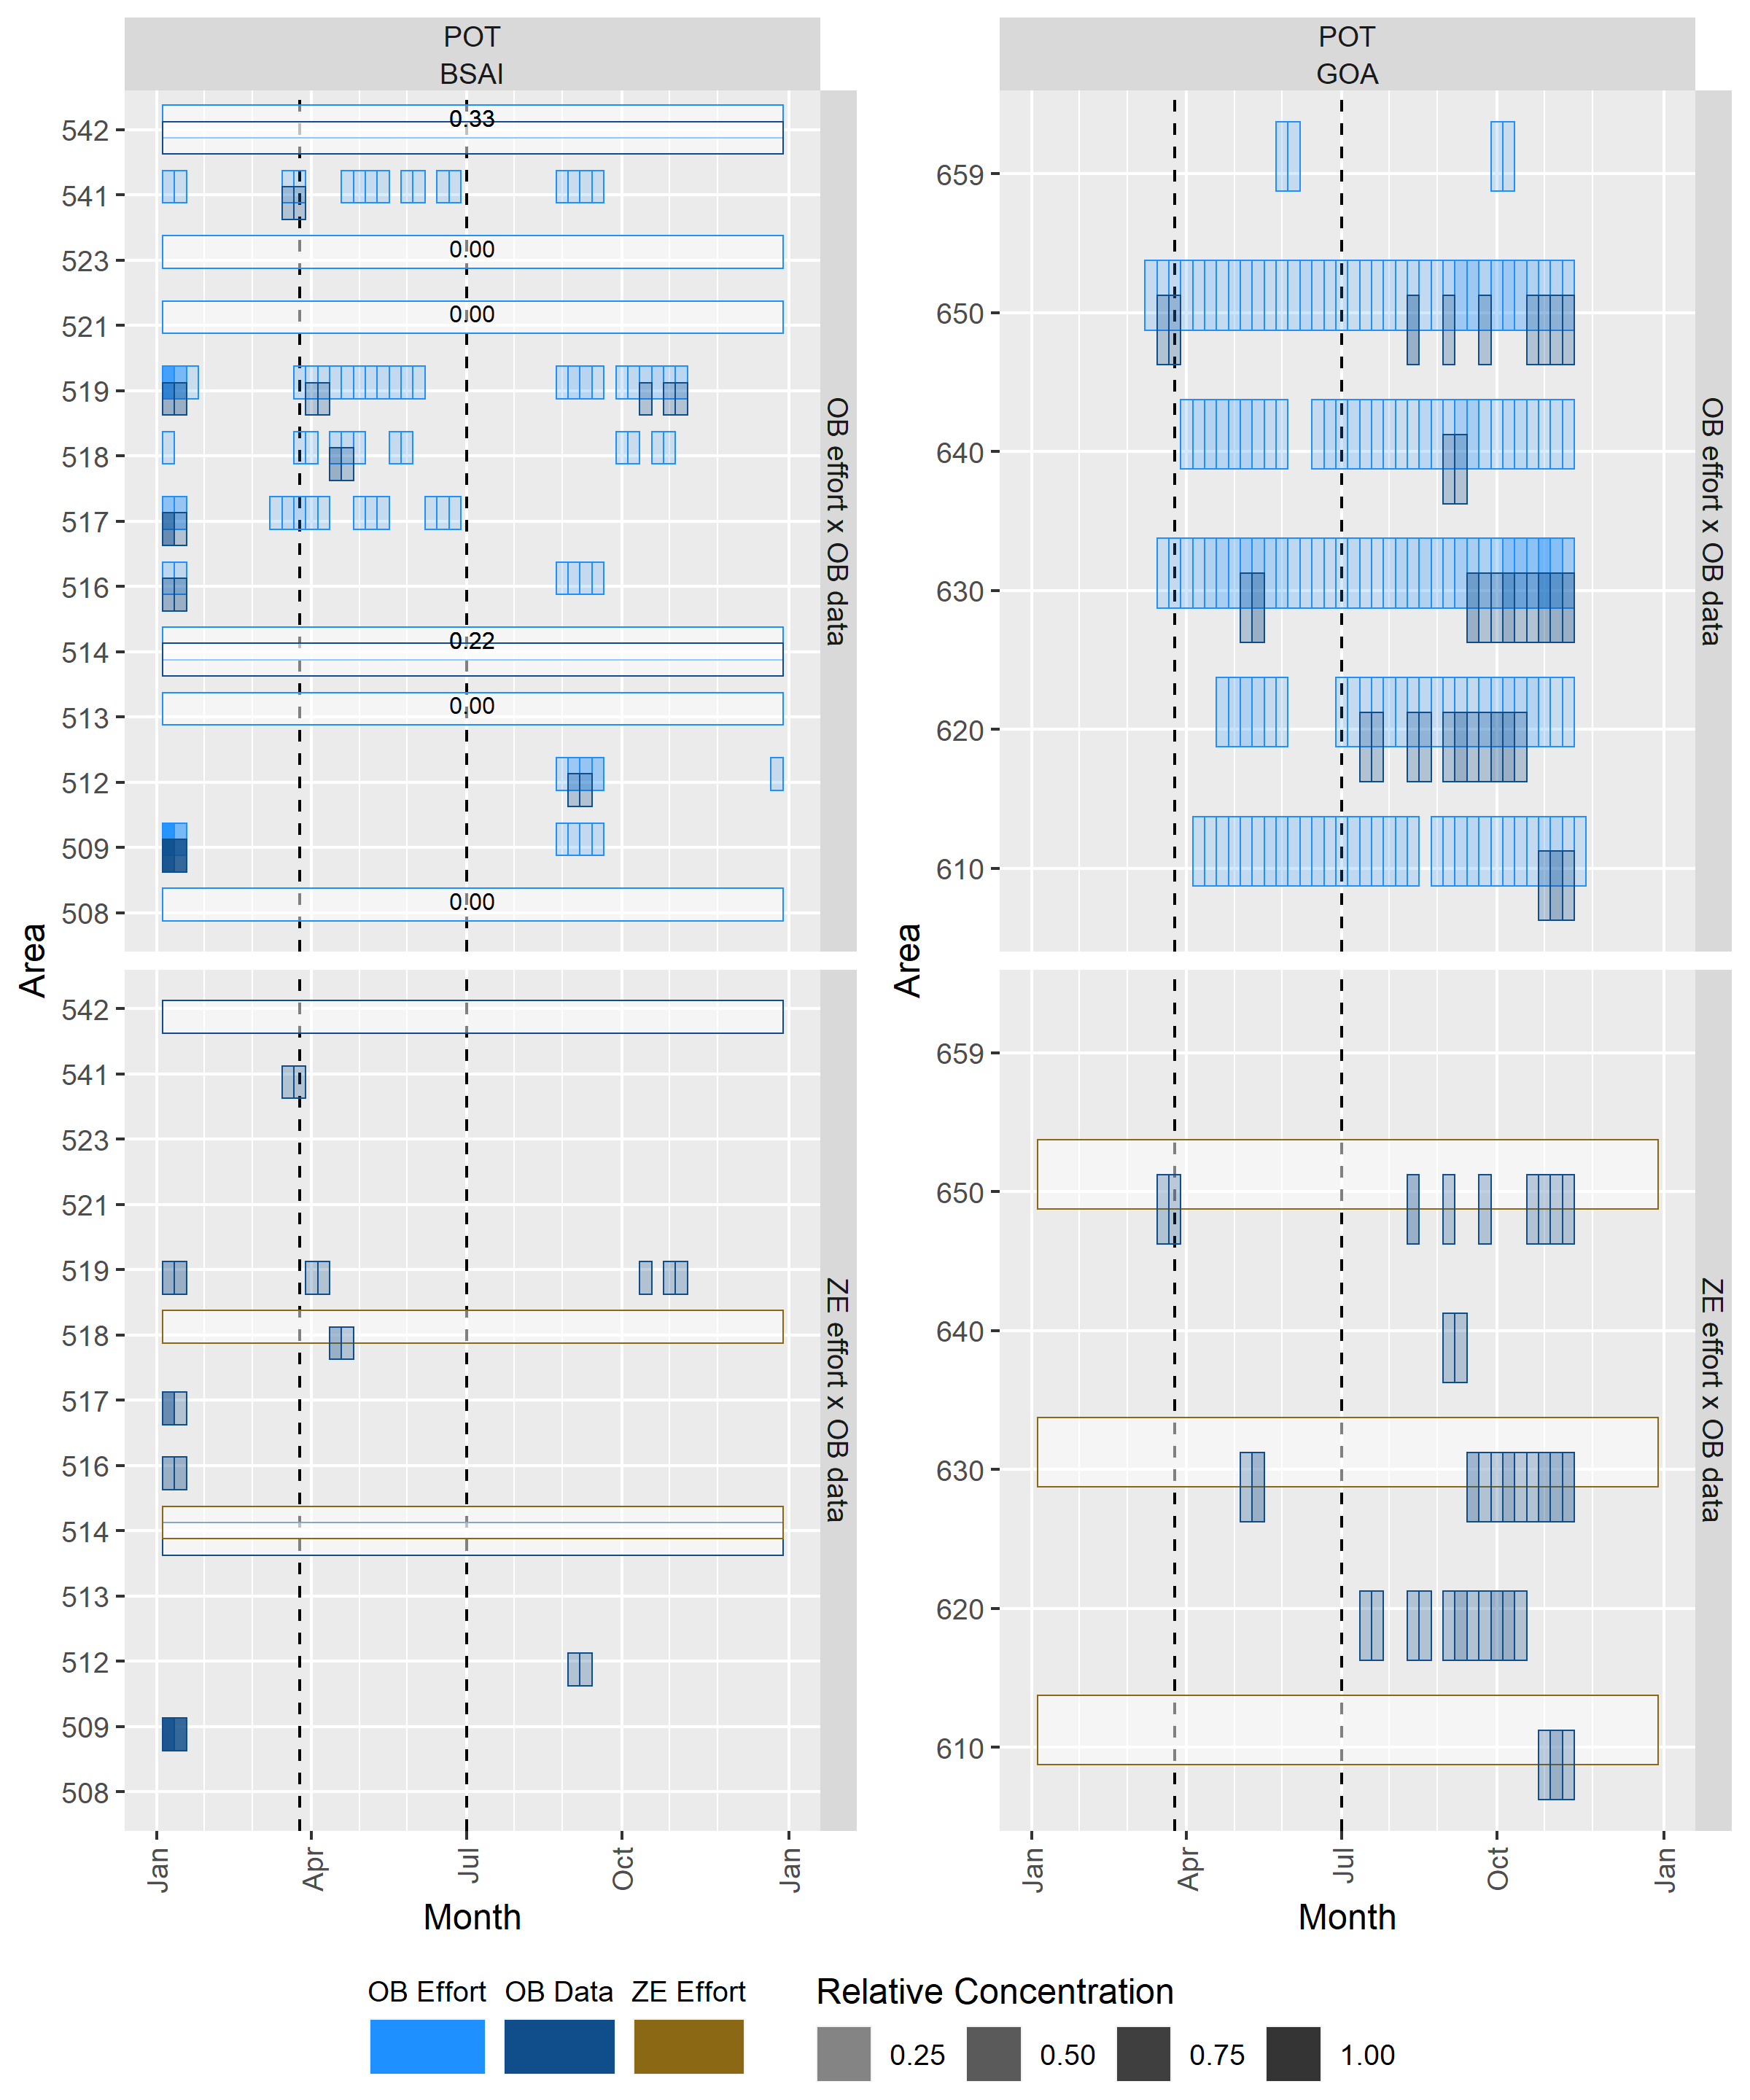 POT
BSAI
POT
GOA
Area
542
541
523
521
519
518
517
516
514
513
512
509
508
0.33
0.00
0.00
0.22
0.00
0.00
OB effort x OB data
542
541
523
521
519
518
517
516
514
513
512
509
508
ZE effort x OB data
Jan
Apr
Jul
Oct
Jan
Month
Area
659
650
640
630
620
610
OB effort x OB data
659
650
640
630
620
610
ZE effort x OB data
Jan
Apr
Jul
Oct
Jan
Month
OB Effort OB Data ZE Effort
Relative Concentration
0.25 0.50 0.75 1.00